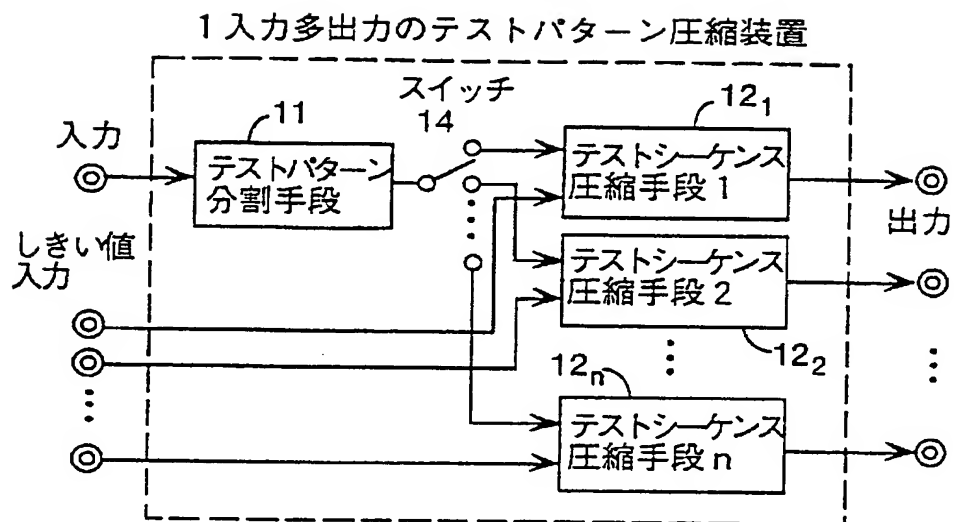 1入力多出力のテストパターン圧縮装置
入力
11
テストパターン
分割手段
スイッチ
14
12₁
テストシーケンス
圧縮手段1
出力
しきい値
入力
テストシーケンス
圧縮手段2
12₂
12ₙ
テストシーケンス
圧縮手段n